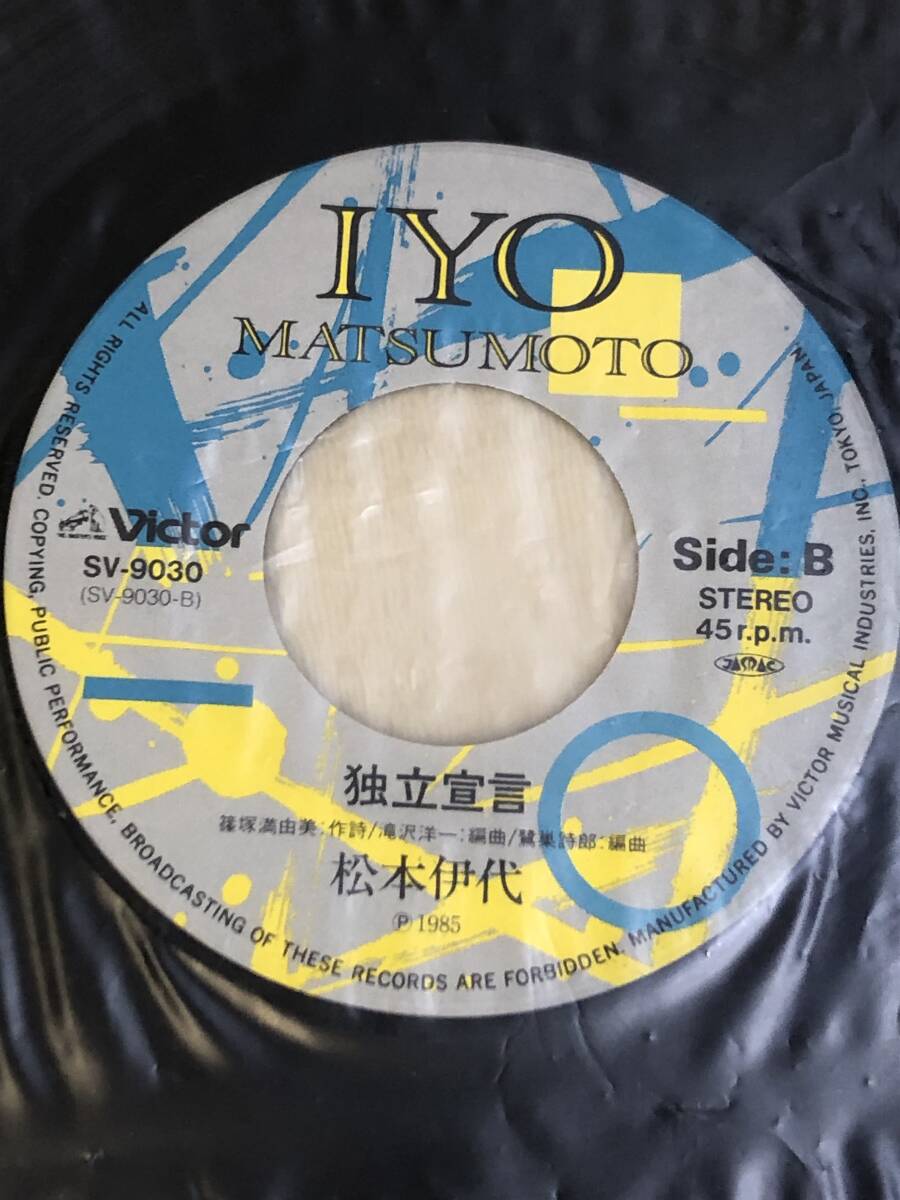 IYO
MATSUMOTO
Victor
SV-9030
(SV-9030-B)
Side: B
STEREO
45 r.p.m.
JASRAC
独立宣言
篠塚満由美:作詩/滝沢洋一:編曲/鷺巣詩郎:編曲
松本伊代
Ⓟ1985
ALL RIGHTS RESERVED. COPYING, PUBLIC PERFORMANCE, BROADCASTING OF THESE RECORDS ARE FORBIDDEN. MANUFACTURED BY VICTOR MUSICAL INDUSTRIES, INC., TOKYO, JAPAN